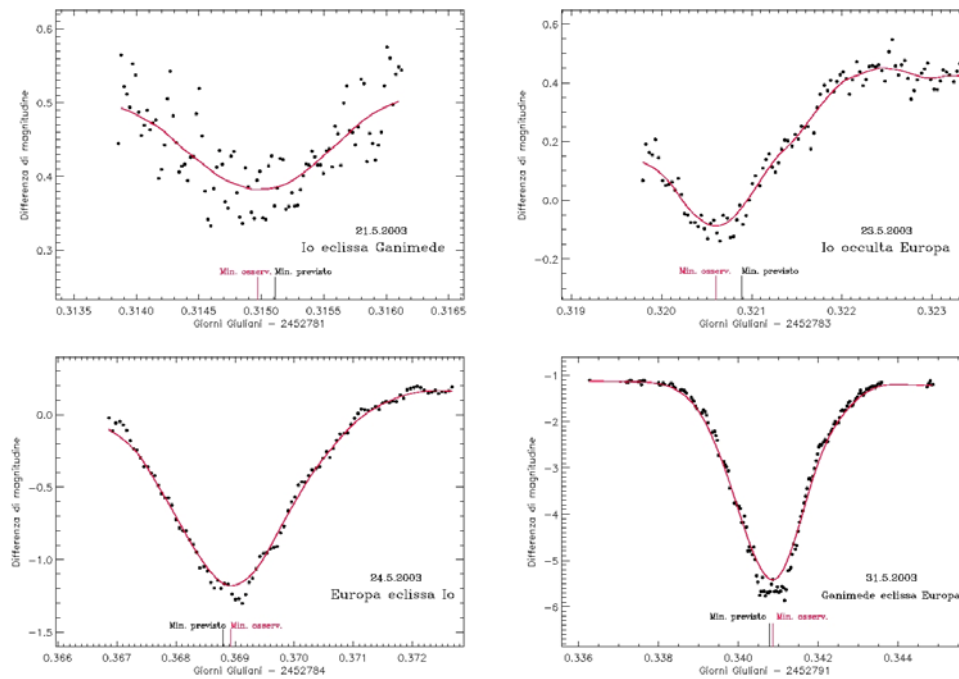 0.6
0.5
0.4
0.3
Differenza di magnitudine
21.5.2003
Io eclissa Ganimede
Min. osserv. Min. previsto
0.3135 0.3140 0.3145 0.3150 0.3155 0.3160 0.3165
Giorni Giuliani - 2452781
0.6
0.4
0.2
0.0
-0.2
Differenza di magnitudine
23.5.2003
Io occulta Europa
Min. osserv. Min. previsto
0.319 0.320 0.321 0.322 0.323
Giorni Giuliani - 2452783
0.0
-0.5
-1.0
-1.5
Differenza di magnitudine
24.5.2003
Europa eclissa Io
Min. previsto Min. osserv.
0.366 0.367 0.368 0.369 0.370 0.371 0.372
Giorni Giuliani - 2452784
-1
-2
-3
-4
-5
-6
Differenza di magnitudine
31.5.2003
Ganimede eclissa Europa
Min. previsto Min. osserv.
0.336 0.338 0.340 0.342 0.344
Giorni Giuliani - 2452791